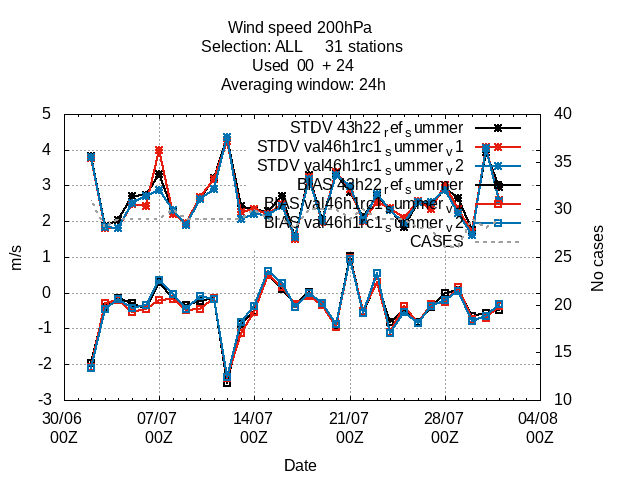 Wind speed 200hPa
Selection: ALL 31 stations
Used 00 + 24
Averaging window: 24h
STDV 43h22_ref_summer
STDV val46h1rc1_summer_v1
STDV val46h1rc1_summer_v2
BIAS 43h22_ref_summer
BIAS val46h1rc1_summer_v1
BIAS val46h1rc1_summer_v2
CASES
5
4
3
2
1
0
-1
-2
-3
m/s
40
35
30
25
20
15
10
No cases
30/06 07/07 14/07 21/07 28/07 04/08
00Z 00Z 00Z 00Z 00Z 00Z
Date